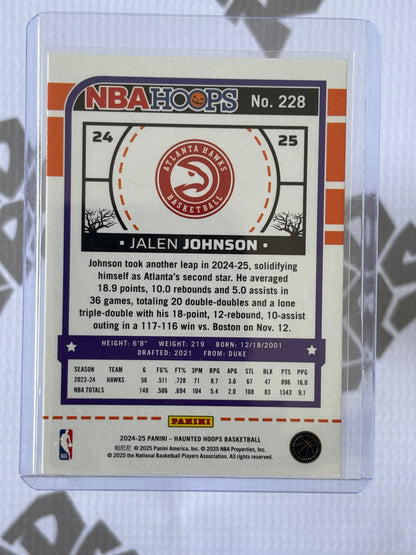 NBA HOOPS No. 228
24 25
ATLANTA HAWKS
BASKETBALL
• JALEN JOHNSON •
Johnson took another leap in 2024-25, solidifying
himself as Atlanta's second star. He averaged
18.9 points, 10.0 rebounds and 5.0 assists in
36 games, totaling 20 double-doubles and a lone
triple-double with his 18-point, 12-rebound, 10-assist
outing in a 117-116 win vs. Boston on Nov. 12.
HEIGHT: 6'8" WEIGHT: 219 BORN: 12/18/2001
DRAFTED: 2021 FROM: DUKE
SEASON TEAM G FG% FT% 3PM RPG APG STL BLK PTS PPG
2023-24 HAWKS 56 .511 .728 71 8.7 3.6 67 47 896 16.0
NBA TOTALS 148 .506 .694 104 5.4 2.0 108 83 1343 9.1
PANINI
2024-25 PANINI – HAUNTED HOOPS BASKETBALL
© 2025 Panini America, Inc. © 2025 NBA Properties, Inc.
© 2025 the National Basketball Players Association. All rights reserved.
NBA